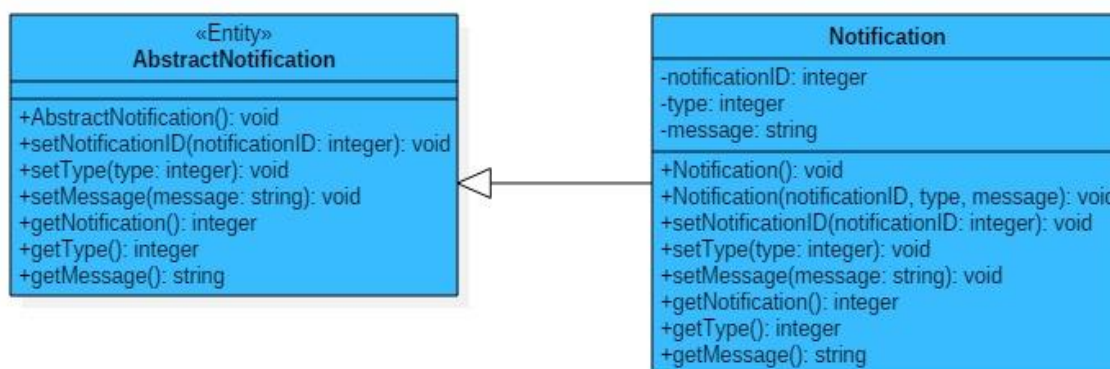 «Entity»
AbstractNotification
+AbstractNotification(): void
+setNotificationID(notificationID: integer): void
+setType(type: integer): void
+setMessage(message: string): void
+getNotification(): integer
+getType(): integer
+getMessage(): string
Notification
-notificationID: integer
-type: integer
-message: string
+Notification(): void
+Notification(notificationID, type, message): void
+setNotificationID(notificationID: integer): void
+setType(type: integer): void
+setMessage(message: string): void
+getNotification(): integer
+getType(): integer
+getMessage(): string